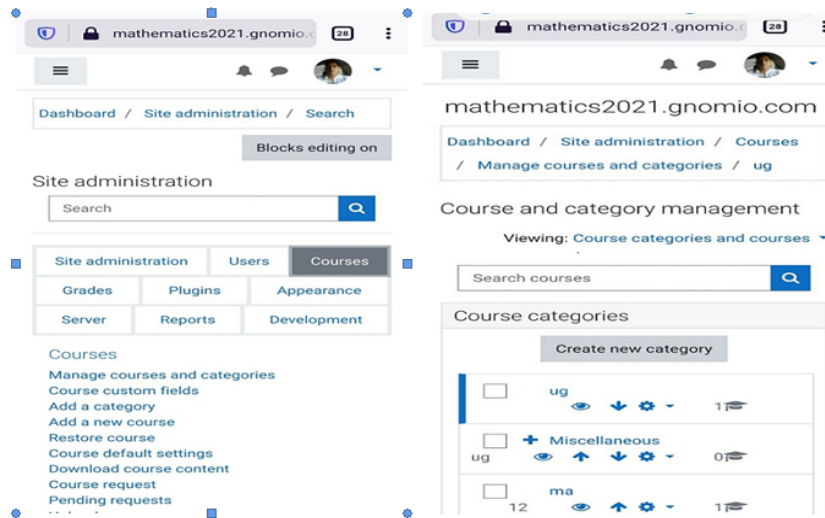 mathematics2021.gnomio.c
28
Dashboard / Site administration / Search
Blocks editing on
Site administration
Search
Site administration Users Courses
Grades Plugins Appearance
Server Reports Development
Courses
Manage courses and categories
Course custom fields
Add a category
Add a new course
Restore course
Course default settings
Download course content
Course request
Pending requests
mathematics2021.gnomio.c
28
mathematics2021.gnomio.com
Dashboard / Site administration / Courses
/ Manage courses and categories / ug
Course and category management
Viewing: Course categories and courses
Search courses
Course categories
Create new category
ug
1
Miscellaneous
ug 0
ma
12 1